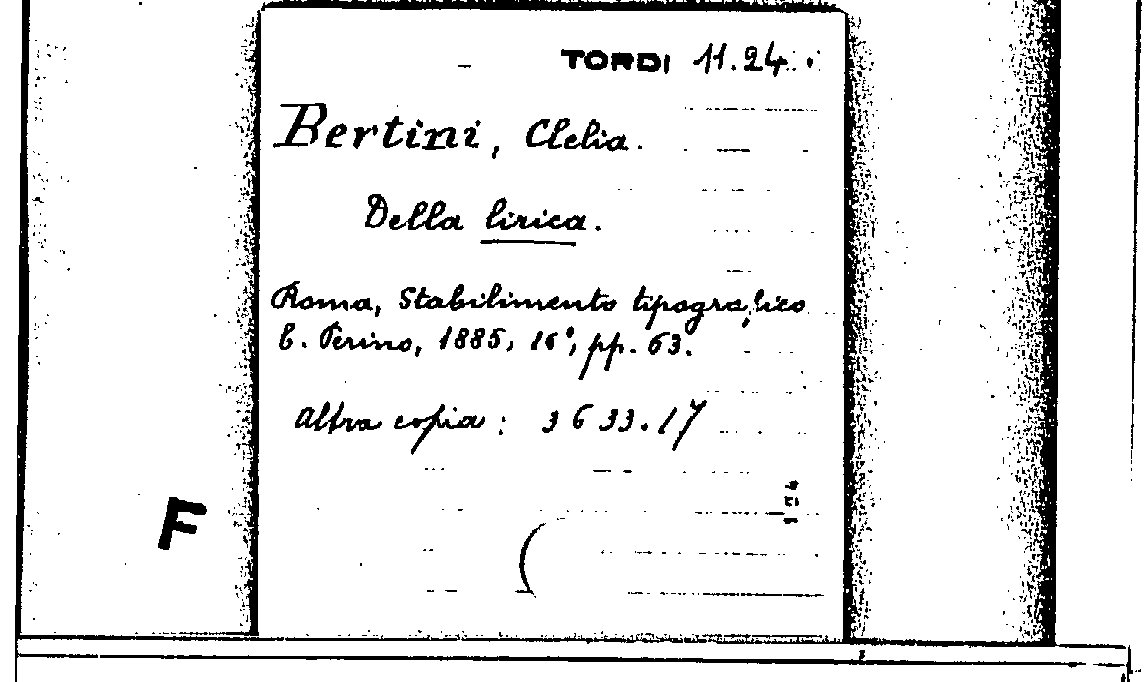 TORDI 11.24.
Bertini, Clelia.
Della lirica.
Roma, Stabilimento tipografico
E. Perino, 1885, 16°, pp. 63.
Altra copia: 3633.17
F